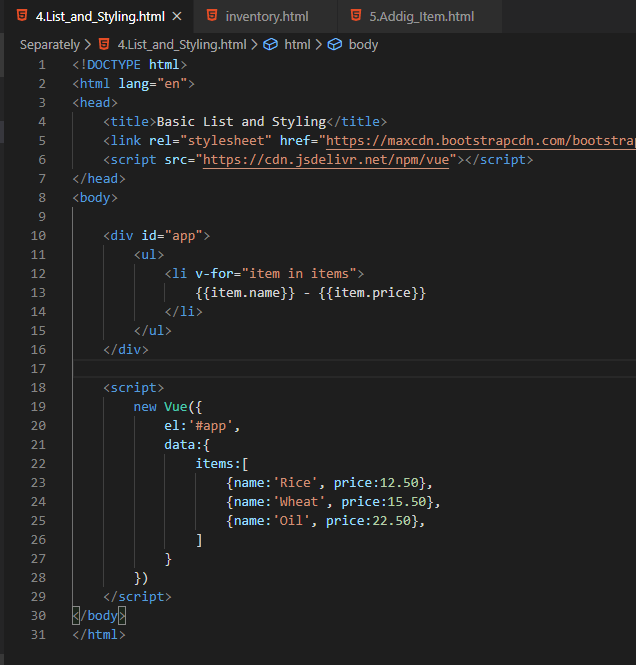 4.List_and_Styling.html × inventory.html 5.Addig_Item.html
Separately > 4.List_and_Styling.html > html > body
1 <!DOCTYPE html>
2 <html lang="en">
3 <head>
4 <title>Basic List and Styling</title>
5 <link rel="stylesheet" href="https://maxcdn.bootstrapcdn.com/bootstrap
6 <script src="https://cdn.jsdelivr.net/npm/vue"></script>
7 </head>
8 <body>
9
10 <div id="app">
11 <ul>
12 <li v-for="item in items">
13 {{item.name}} - {{item.price}}
14 </li>
15 </ul>
16 </div>
17
18 <script>
19 new Vue({
20 el:'#app',
21 data:{
22 items:[
23 {name:'Rice', price:12.50},
24 {name:'Wheat', price:15.50},
25 {name:'Oil', price:22.50},
26 ]
27 }
28 })
29 </script>
30 </body>
31 </html>